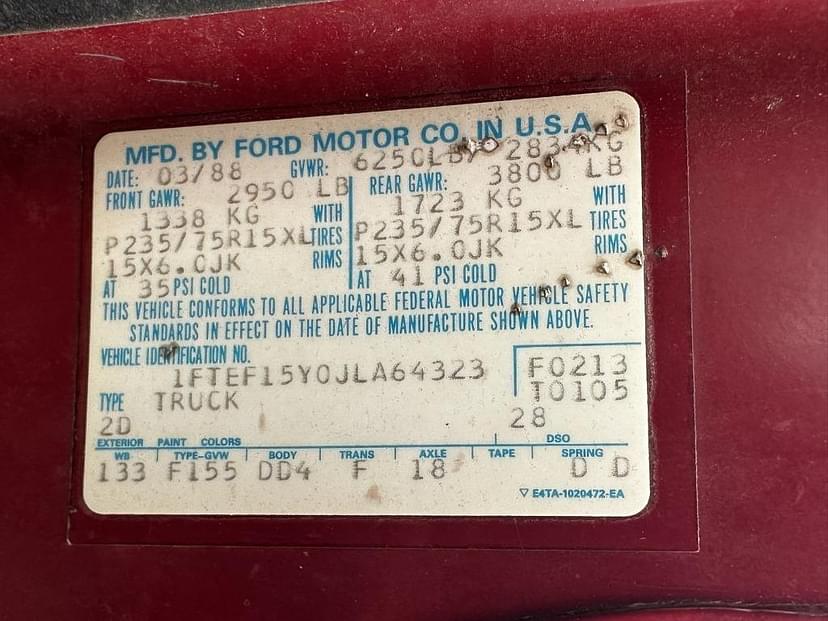 MFD. BY FORD MOTOR CO. IN U.S.A.
DATE: 03/88 GVWR: 6250LB/ 2834KG
FRONT GAWR: 2950 LB REAR GAWR: 3800 LB
1338 KG WITH 1723 KG WITH
P235/75R15XL TIRES P235/75R15XL TIRES
15X6.0JK RIMS 15X6.0JK RIMS
AT 35 PSI COLD AT 41 PSI COLD
THIS VEHICLE CONFORMS TO ALL APPLICABLE FEDERAL MOTOR VEHICLE SAFETY
STANDARDS IN EFFECT ON THE DATE OF MANUFACTURE SHOWN ABOVE.
VEHICLE IDENTIFICATION NO.
1FTEF15Y0JLA64323 F0213
TYPE TRUCK T0105
2D 28
EXTERIOR PAINT COLORS DSO
WB TYPE-GVW BODY TRANS AXLE TAPE SPRING
133 F155 DD4 F 18 D D
▽ E4TA-1020472-EA